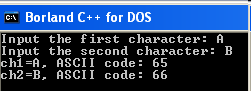 C:\
Borland C++ for DOS
Input the first character: A
Input the second character: B
ch1=A, ASCII code: 65
ch2=B, ASCII code: 66